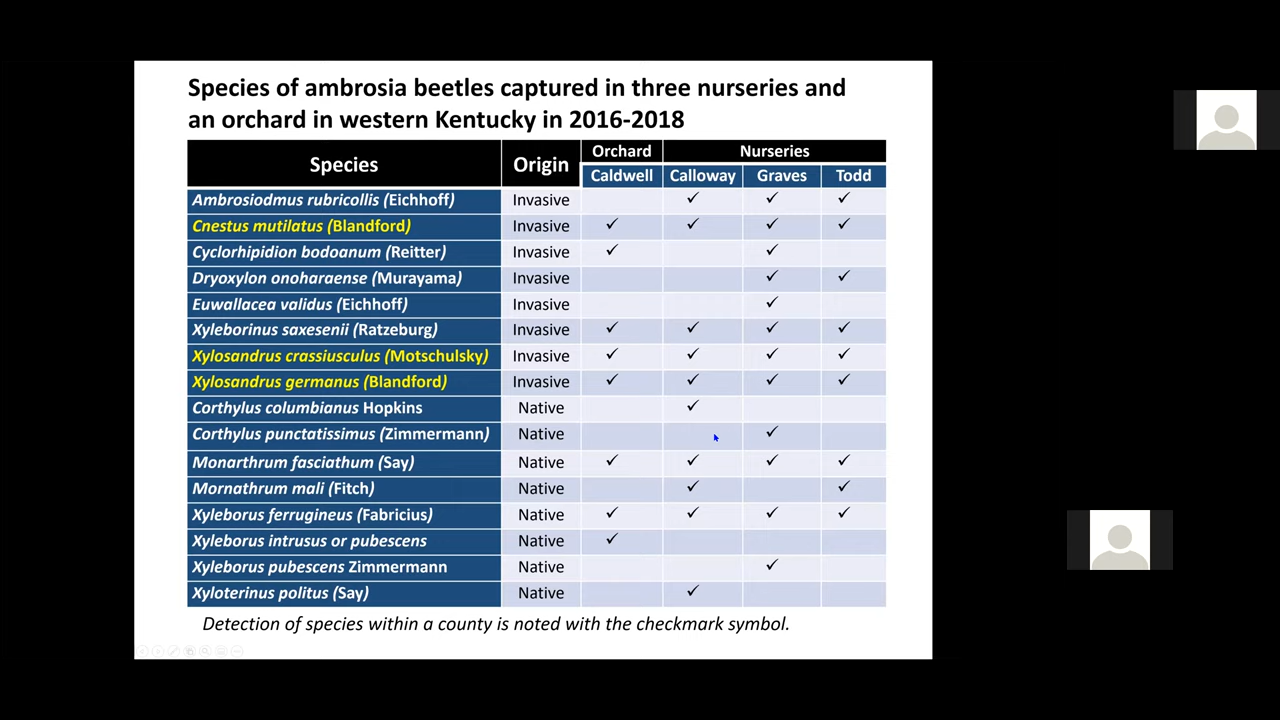 Species of ambrosia beetles captured in three nurseries and
an orchard in western Kentucky in 2016-2018
Species Origin Orchard Nurseries
Caldwell Calloway Graves Todd
Ambrosiodmus rubricollis (Eichhoff) Invasive ✓ ✓ ✓
Cnestus mutilatus (Blandford) Invasive ✓ ✓ ✓ ✓
Cyclorhipidion bodoanum (Reitter) Invasive ✓ ✓
Dryoxylon onoharaense (Murayama) Invasive ✓ ✓
Euwallacea validus (Eichhoff) Invasive ✓
Xyleborinus saxesenii (Ratzeburg) Invasive ✓ ✓ ✓ ✓
Xylosandrus crassiusculus (Motschulsky) Invasive ✓ ✓ ✓ ✓
Xylosandrus germanus (Blandford) Invasive ✓ ✓ ✓ ✓
Corthylus columbianus Hopkins Native ✓
Corthylus punctatissimus (Zimmermann) Native ✓
Monarthrum fasciathum (Say) Native ✓ ✓ ✓ ✓
Mornathrum mali (Fitch) Native ✓ ✓
Xyleborus ferrugineus (Fabricius) Native ✓ ✓ ✓ ✓
Xyleborus intrusus or pubescens Native ✓
Xyleborus pubescens Zimmermann Native ✓
Xyloterinus politus (Say) Native ✓
Detection of species within a county is noted with the checkmark symbol.